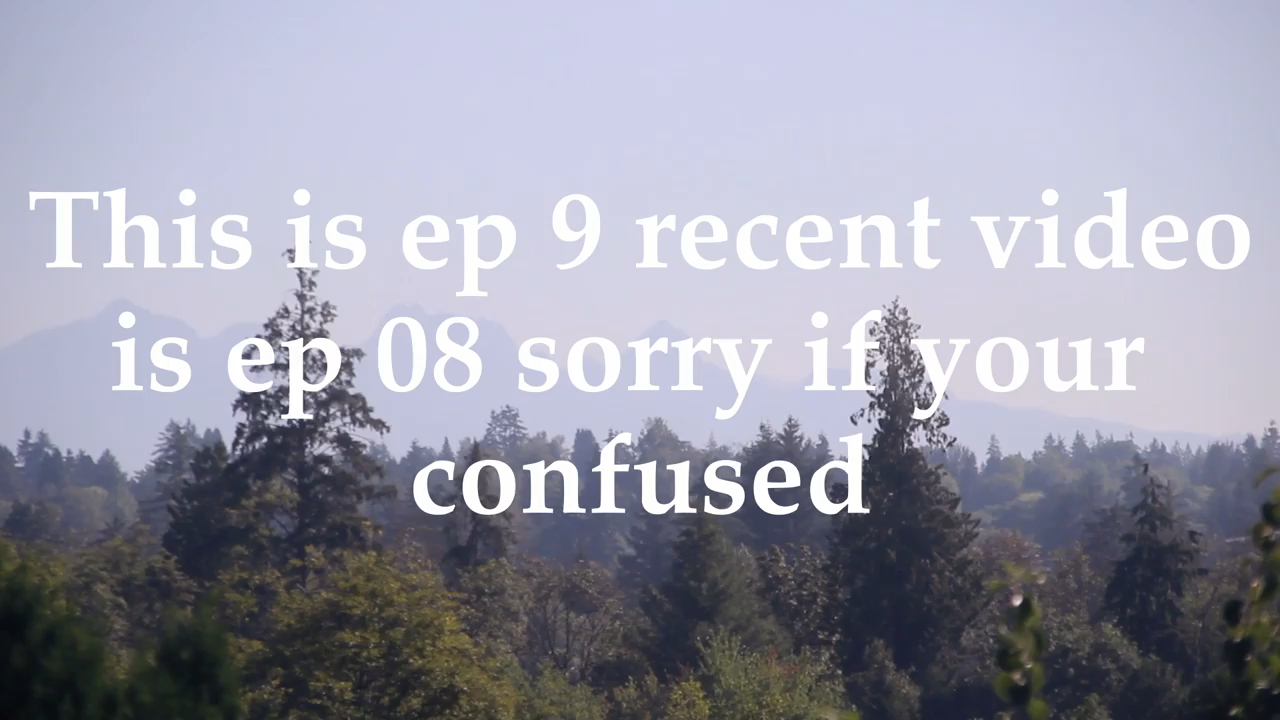 This is ep 9 recent video
is ep 08 sorry if your
confused